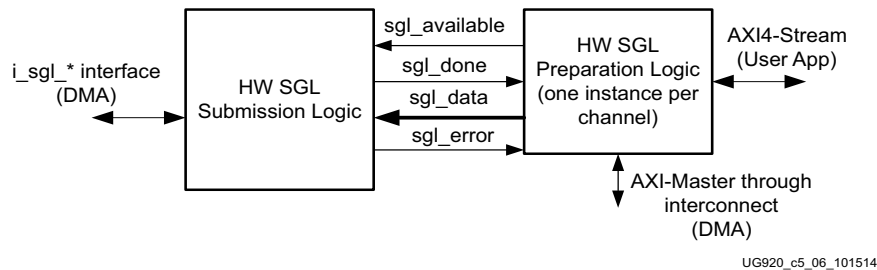 i_sgl_* interface
(DMA)
HW SGL
Submission Logic
sgl_available
sgl_done
sgl_data
sgl_error
HW SGL
Preparation Logic
(one instance per
channel)
AXI4-Stream
(User App)
AXI-Master through
interconnect
(DMA)
UG920_c5_06_101514